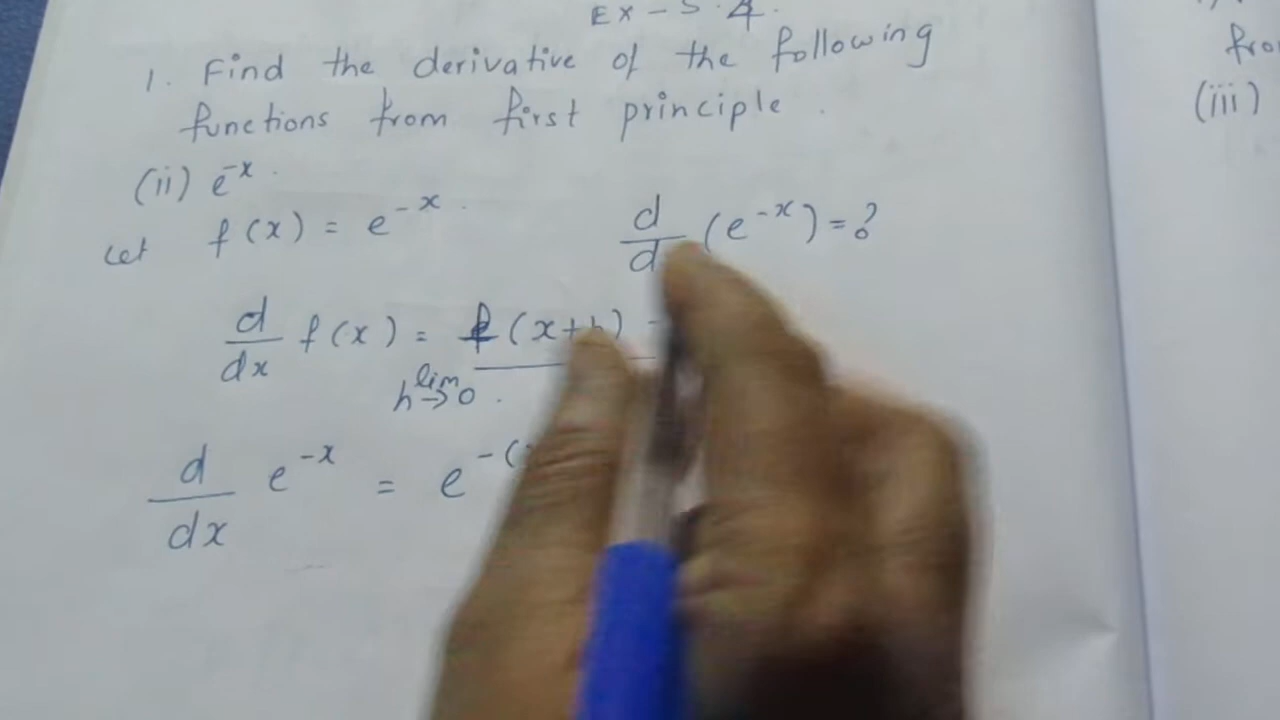 Ex - 5.4.
1. Find the derivative of the following
functions from first principle.
(ii) e^-x.
Let f(x) = e^-x.
d/d (e^-x) = ?
d/dx f(x) = f(x+h) -
lim h→0.
d/dx e^-x = e^-(
from
(iii)